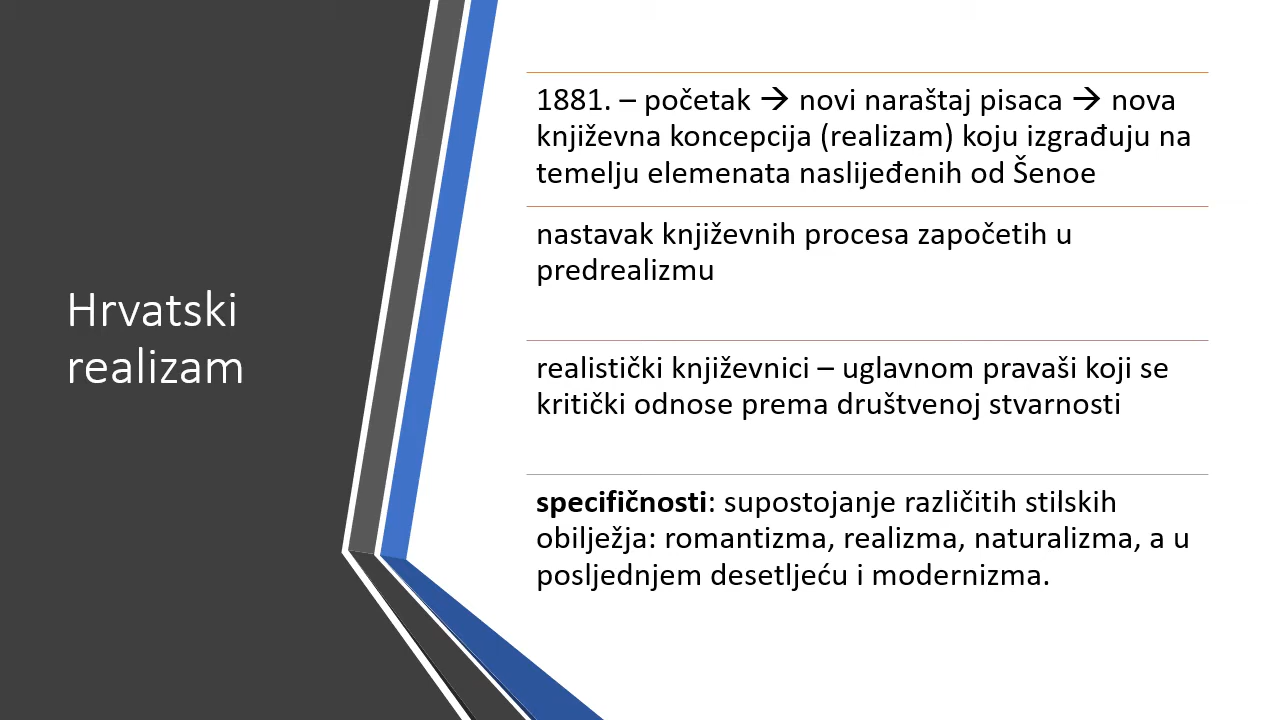 Hrvatski
realizam
1881. – početak → novi naraštaj pisaca → nova
književna koncepcija (realizam) koju izgrađuju na
temelju elemenata naslijeđenih od Šenoe
nastavak književnih procesa započetih u
predrealizmu
realistički književnici – uglavnom pravaši koji se
kritički odnose prema društvenoj stvarnosti
specifičnosti: supostojanje različitih stilskih
obilježja: romantizma, realizma, naturalizma, a u
posljednjem desetljeću i modernizma.